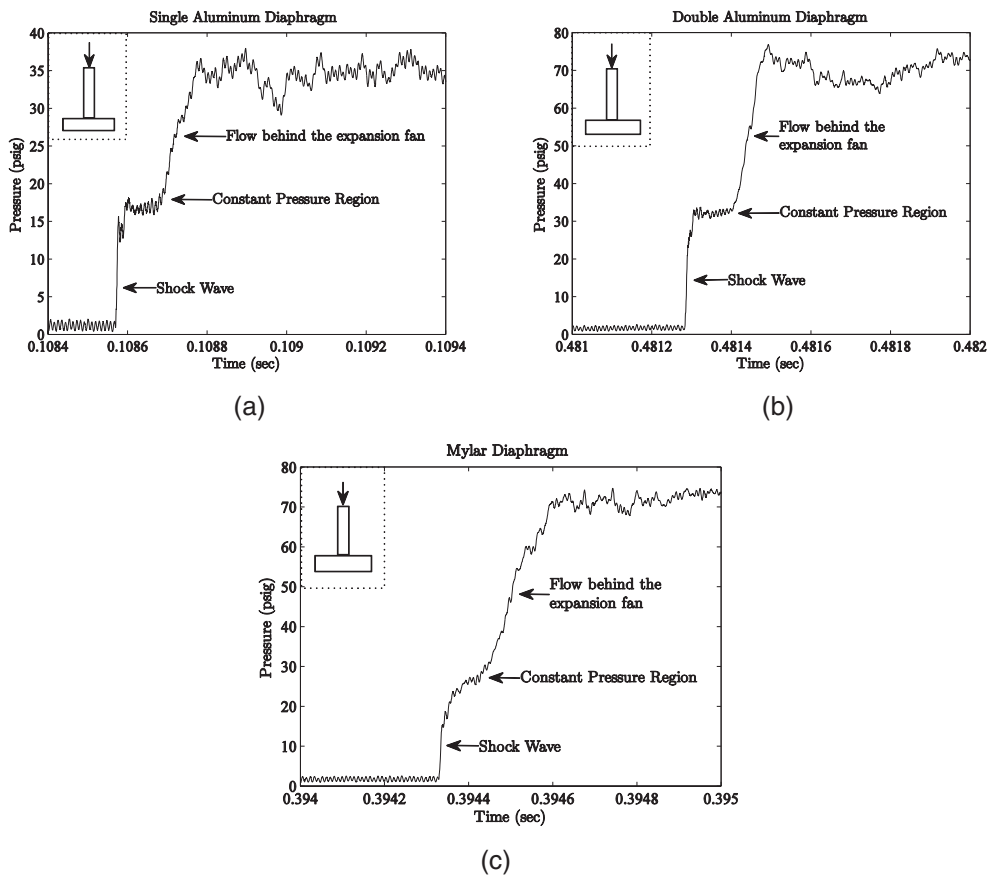 Single Aluminum Diaphragm
40
35
30
25
20
15
10
5
0
Pressure (psig)
Flow behind the expansion fan
Constant Pressure Region
Shock Wave
0.1084 0.1086 0.1088 0.109 0.1092 0.1094
Time (sec)
(a)
Double Aluminum Diaphragm
80
70
60
50
40
30
20
10
0
Pressure (psig)
Flow behind the
expansion fan
Constant Pressure Region
Shock Wave
0.481 0.4812 0.4814 0.4816 0.4818 0.482
Time (sec)
(b)
Mylar Diaphragm
80
70
60
50
40
30
20
10
0
Pressure (psig)
Flow behind the
expansion fan
Constant Pressure Region
Shock Wave
0.394 0.3942 0.3944 0.3946 0.3948 0.395
Time (sec)
(c)